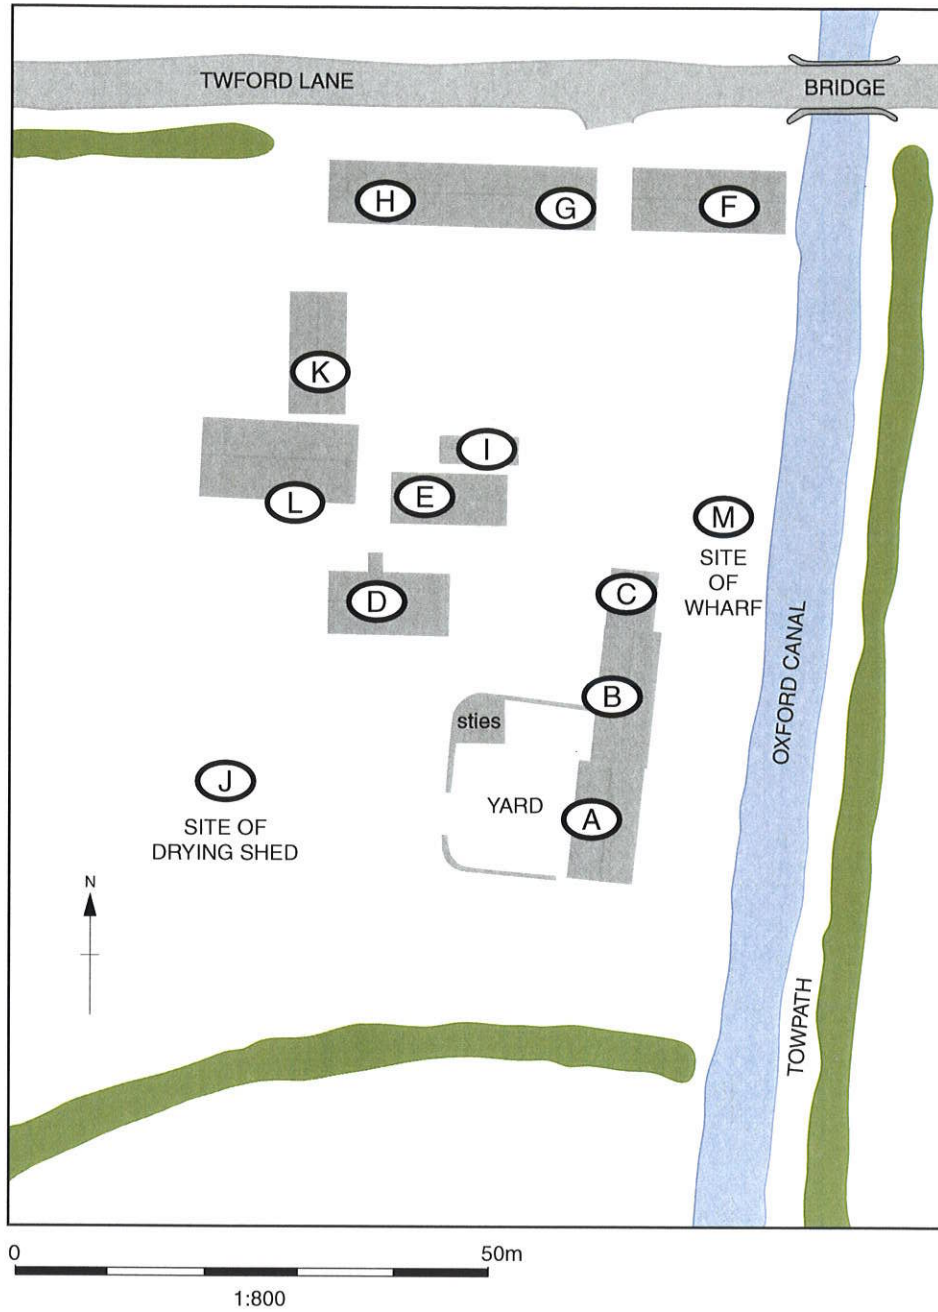 TWFORD LANE
BRIDGE
H
G
F
K
I
E
L
M
SITE
OF
WHARF
C
D
B
sties
OXFORD CANAL
J
SITE OF
DRYING SHED
YARD
A
N
TOWPATH
0
50m
1:800